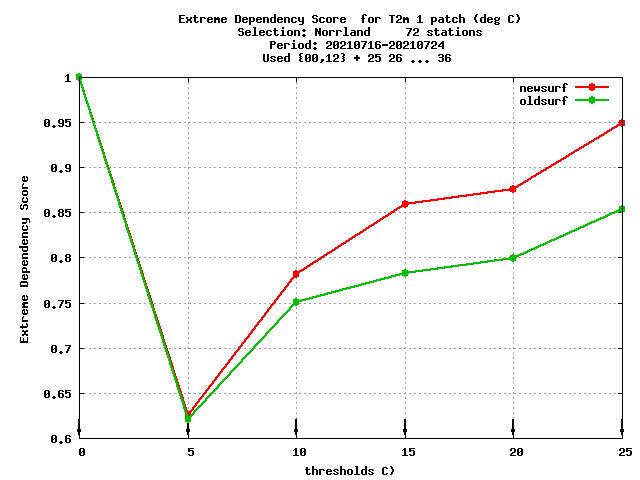 Extreme Dependency Score  for T2m 1 patch (deg C)
Selection: Norrland     72 stations
Period: 20210716-20210724
Used {00,12} + 25 26 ... 36
newsurf
oldsurf
1
0.95
0.9
0.85
0.8
0.75
0.7
0.65
0.6
Extreme Dependency Score
0 5 10 15 20 25
thresholds C)